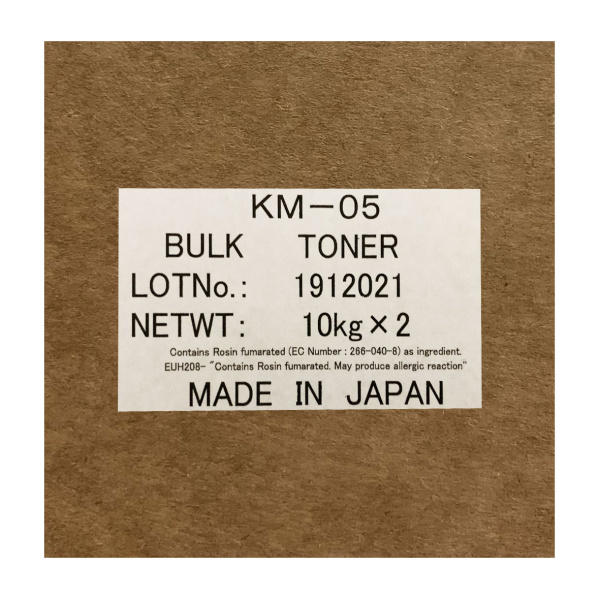 KM-05
BULK TONER
LOTNo.: 1912021
NETWT: 10kg×2
Contains Rosin fumarated (EC Number : 266-040-8) as ingredient.
EUH208- "Contains Rosin fumarated. May produce allergic reaction"
MADE IN JAPAN